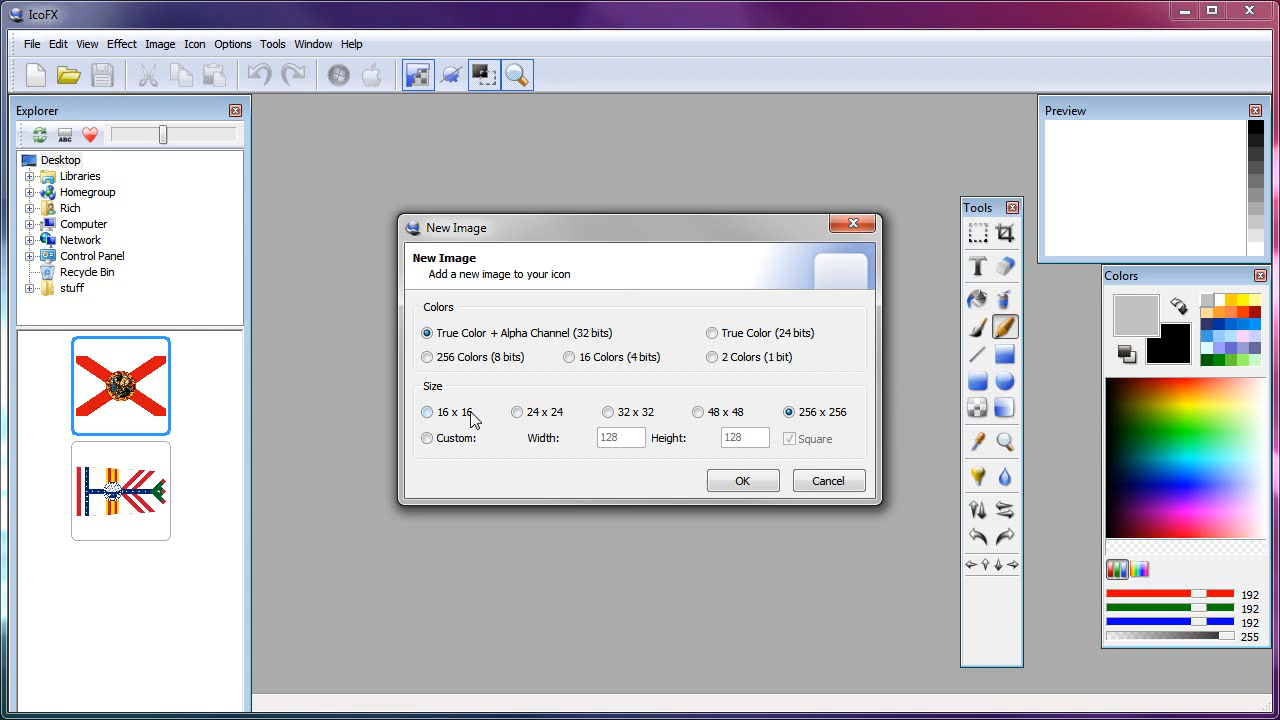 IcoFX
File Edit View Effect Image Icon Options Tools Window Help
Explorer
ABC
Desktop
Libraries
Homegroup
Rich
Computer
Network
Control Panel
Recycle Bin
stuff
New Image
New Image
Add a new image to your icon
Colors
True Color + Alpha Channel (32 bits) True Color (24 bits)
256 Colors (8 bits) 16 Colors (4 bits) 2 Colors (1 bit)
Size
16 x 16 24 x 24 32 x 32 48 x 48 256 x 256
Custom: Width: 128 Height: 128 Square
OK Cancel
Tools
T
Preview
Colors
192
192
192
255